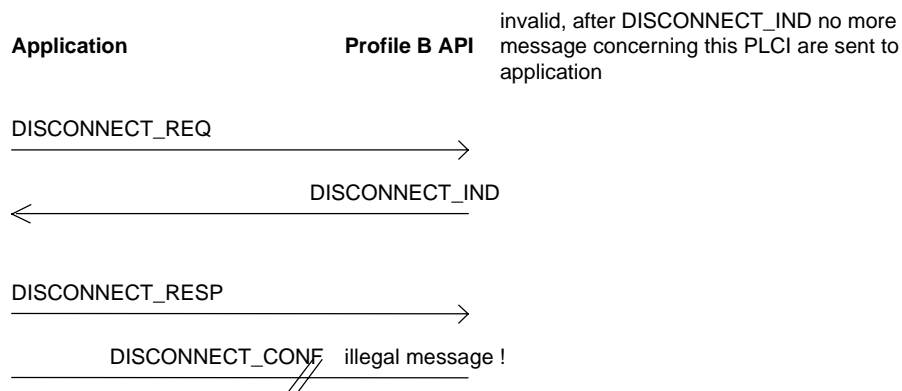 invalid, after DISCONNECT_IND no more
Application Profile B API message concerning this PLCI are sent to
application
DISCONNECT_REQ
DISCONNECT_IND
DISCONNECT_RESP
DISCONNECT_CONF illegal message !